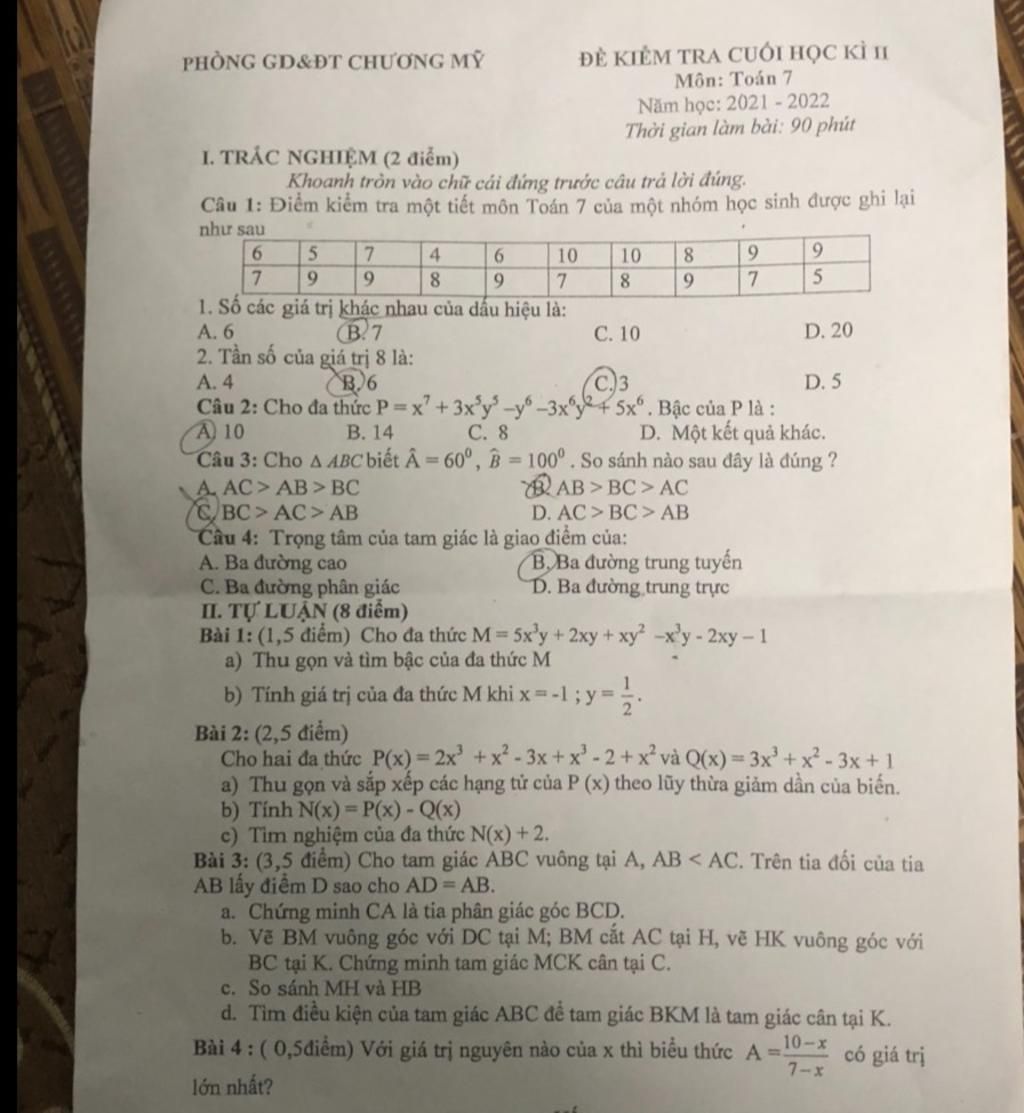 PHÒNG GD&ĐT CHƯƠNG MỸ
ĐỀ KIỂM TRA CUỐI HỌC KÌ II
Môn: Toán 7
Năm học: 2021 - 2022
Thời gian làm bài: 90 phút
I. TRẮC NGHIỆM (2 điểm)
Khoanh tròn vào chữ cái đứng trước câu trả lời đúng.
Câu 1: Điểm kiểm tra một tiết môn Toán 7 của một nhóm học sinh được ghi lại
như sau
6 5 7 4 6 10 10 8 9 9
7 9 9 8 9 7 8 9 7 5
1. Số các giá trị khác nhau của dấu hiệu là:
A. 6 B. 7 C. 10 D. 20
2. Tần số của giá trị 8 là:
A. 4 B. 6 C. 3 D. 5
Câu 2: Cho đa thức P = x⁷ + 3x⁵y⁵ –y⁶ –3x⁶y² + 5x⁶ . Bậc của P là :
A) 10 B. 14 C. 8 D. Một kết quả khác.
Câu 3: Cho Δ ABC biết Â = 60⁰ , B̂ = 100⁰ . So sánh nào sau đây là đúng ?
A. AC > AB > BC B. AB > BC > AC
C. BC > AC > AB D. AC > BC > AB
Câu 4: Trọng tâm của tam giác là giao điểm của:
A. Ba đường cao B. Ba đường trung tuyến
C. Ba đường phân giác D. Ba đường trung trực
II. TỰ LUẬN (8 điểm)
Bài 1: (1,5 điểm) Cho đa thức M = 5x³y + 2xy + xy² –x³y - 2xy – 1
a) Thu gọn và tìm bậc của đa thức M
b) Tính giá trị của đa thức M khi x = -1 ; y = 1/2 .
Bài 2: (2,5 điểm)
Cho hai đa thức P(x) = 2x³ + x² - 3x + x³ - 2 + x² và Q(x) = 3x³ + x² - 3x + 1
a) Thu gọn và sắp xếp các hạng tử của P (x) theo lũy thừa giảm dần của biến.
b) Tính N(x) = P(x) - Q(x)
c) Tìm nghiệm của đa thức N(x) + 2.
Bài 3: (3,5 điểm) Cho tam giác ABC vuông tại A, AB < AC. Trên tia đối của tia
AB lấy điểm D sao cho AD = AB.
a. Chứng minh CA là tia phân giác góc BCD.
b. Vẽ BM vuông góc với DC tại M; BM cắt AC tại H, vẽ HK vuông góc với
BC tại K. Chứng minh tam giác MCK cân tại C.
c. So sánh MH và HB
d. Tìm điều kiện của tam giác ABC để tam giác BKM là tam giác cân tại K.
Bài 4 : ( 0,5điểm) Với giá trị nguyên nào của x thì biểu thức A = (10 – x)/(7 – x) có giá trị
lớn nhất?